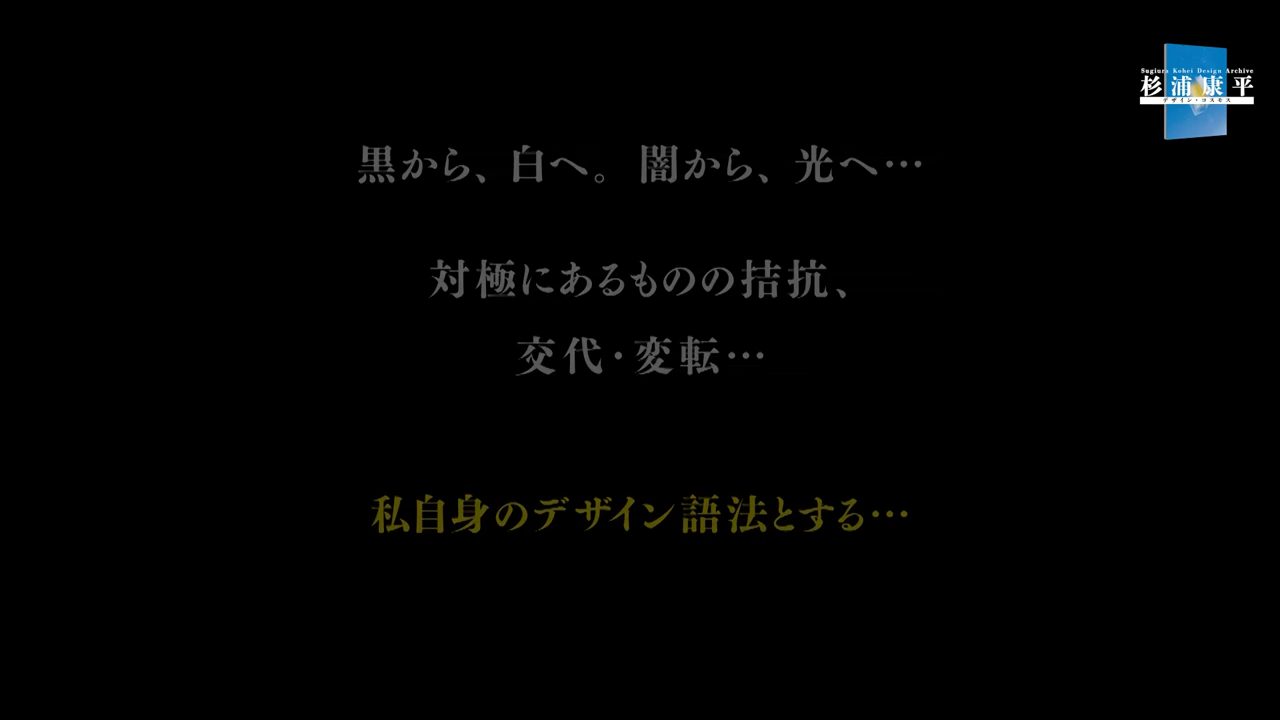 Sugiura Kohei Design Archive
杉浦康平
デザイン・コスモス
黒から、白へ。闇から、光へ…
対極にあるものの拮抗、
交代・変転…
私自身のデザイン語法とする…